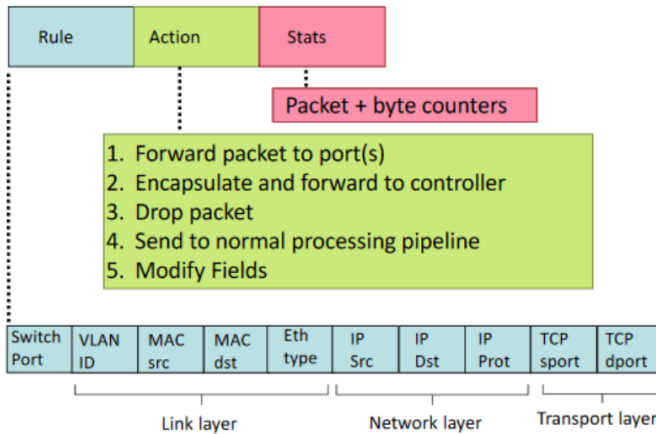 Rule Action Stats
Packet + byte counters
1. Forward packet to port(s)
2. Encapsulate and forward to controller
3. Drop packet
4. Send to normal processing pipeline
5. Modify Fields
Switch Port
VLAN ID
MAC src
MAC dst
Eth type
IP Src
IP Dst
IP Prot
TCP sport
TCP dport
Link layer
Network layer
Transport layer